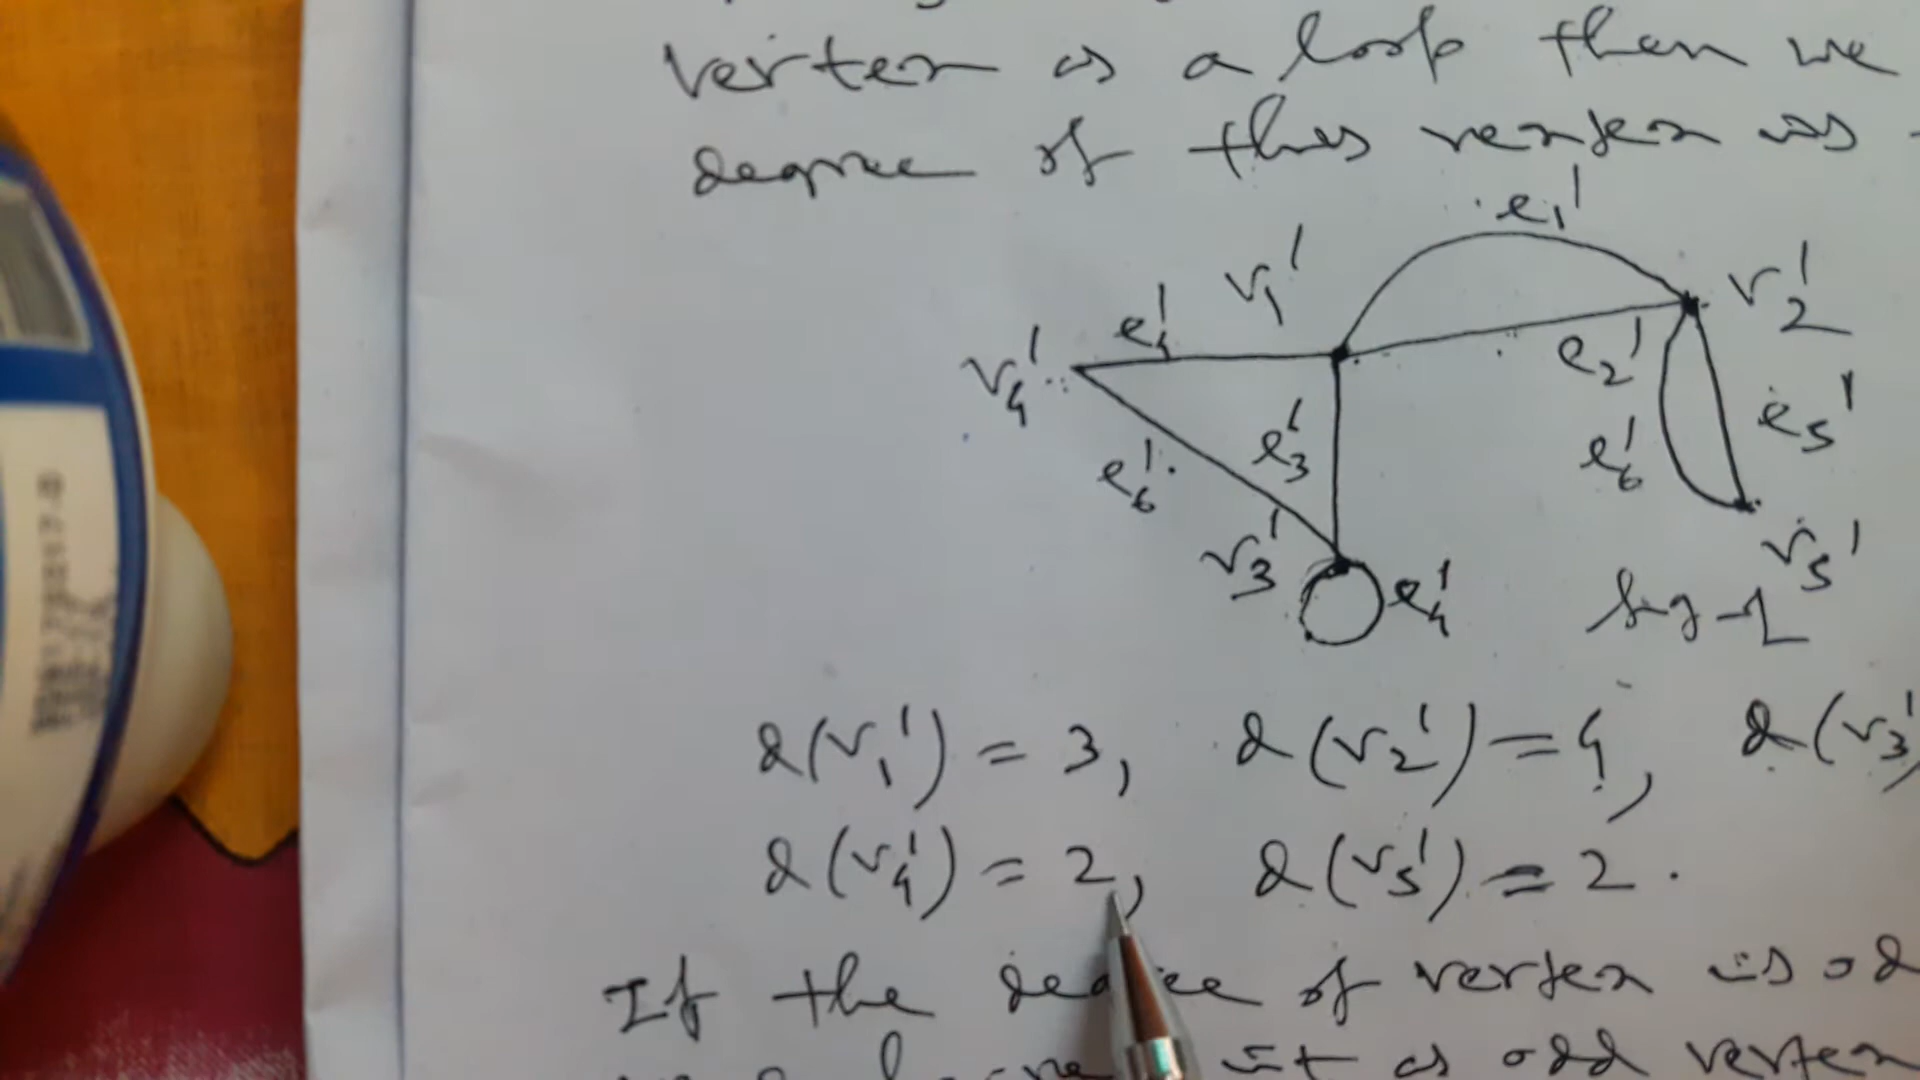 vertex is a loop then we
degree of this vertex is
e₁'
v₁' v₂'
e₄' e₂'
v₄' e₃' e₅'
e₆' e₆'
v₃' v₅'
e₄' fig-1
d(v₁') = 3, d(v₂') = 4, d(v₃'
d(v₄') = 2, d(v₅') = 2.
If the degree of vertex is od
it is odd vertex